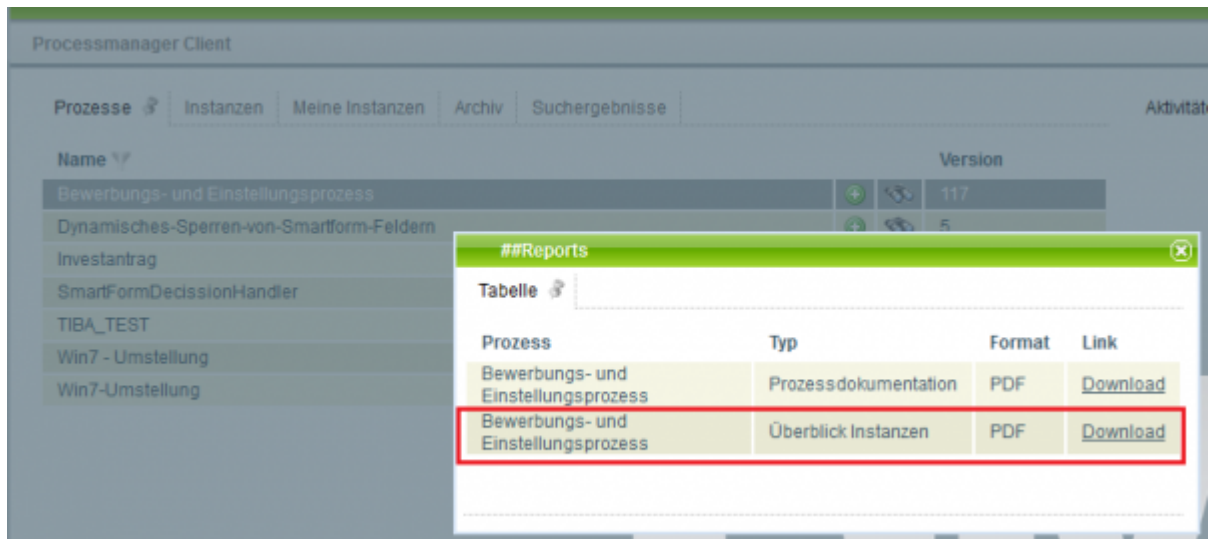 Processmanager Client
Prozesse Instanzen Meine Instanzen Archiv Suchergebnisse
Name Version
Bewerbungs- und Einstellungsprozess 117
Dynamisches-Sperren-von-Smartform-Feldern 5
Investantrag
SmartFormDecissionHandler
TIBA_TEST
Win7 - Umstellung
Win7-Umstellung
##Reports
Tabelle
Prozess Typ Format Link
Bewerbungs- und
Einstellungsprozess Prozessdokumentation PDF Download
Bewerbungs- und
Einstellungsprozess Überblick Instanzen PDF Download